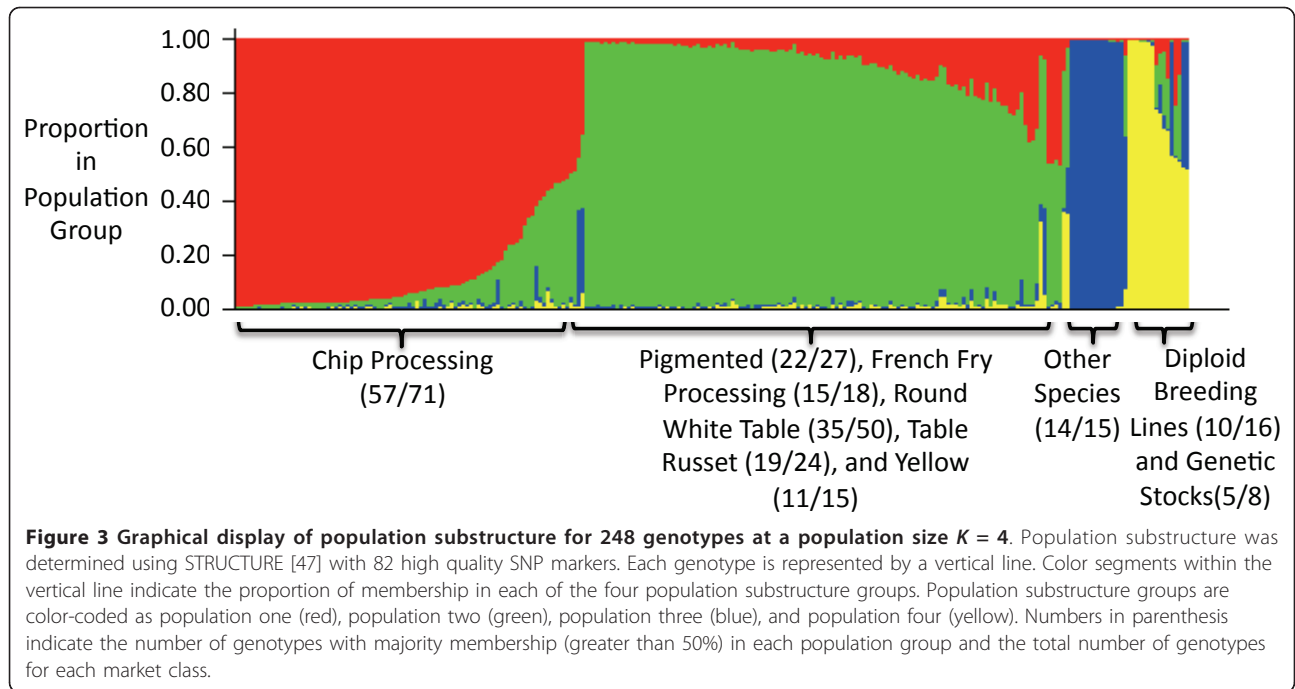 1.00
0.80
0.60
0.40
0.20
0.00
Proportion
in
Population
Group
Chip Processing
(57/71)
Pigmented (22/27), French Fry
Processing (15/18), Round
White Table (35/50), Table
Russet (19/24), and Yellow
(11/15)
Other
Species
(14/15)
Diploid
Breeding
Lines (10/16)
and Genetic
Stocks(5/8)
Figure 3 Graphical display of population substructure for 248 genotypes at a population size K = 4. Population substructure was
determined using STRUCTURE [47] with 82 high quality SNP markers. Each genotype is represented by a vertical line. Color segments within the
vertical line indicate the proportion of membership in each of the four population substructure groups. Population substructure groups are
color-coded as population one (red), population two (green), population three (blue), and population four (yellow). Numbers in parenthesis
indicate the number of genotypes with majority membership (greater than 50%) in each population group and the total number of genotypes
for each market class.